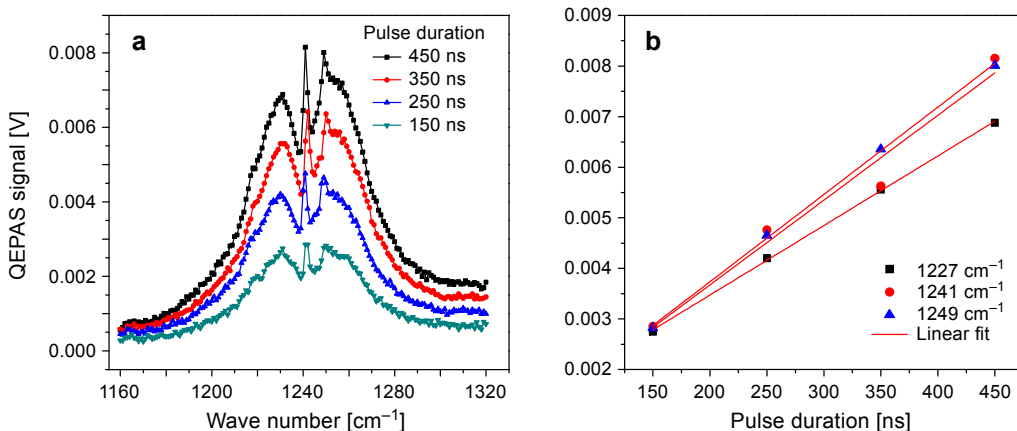 a
Pulse duration
450 ns
350 ns
250 ns
150 ns
QEPAS signal [V]
0.008
0.006
0.004
0.002
0.000
1160 1200 1240 1280 1320
Wave number [cm⁻¹]
b
0.009
0.008
0.007
0.006
0.005
0.004
0.003
0.002
1227 cm⁻¹
1241 cm⁻¹
1249 cm⁻¹
Linear fit
150 200 250 300 350 400 450
Pulse duration [ns]